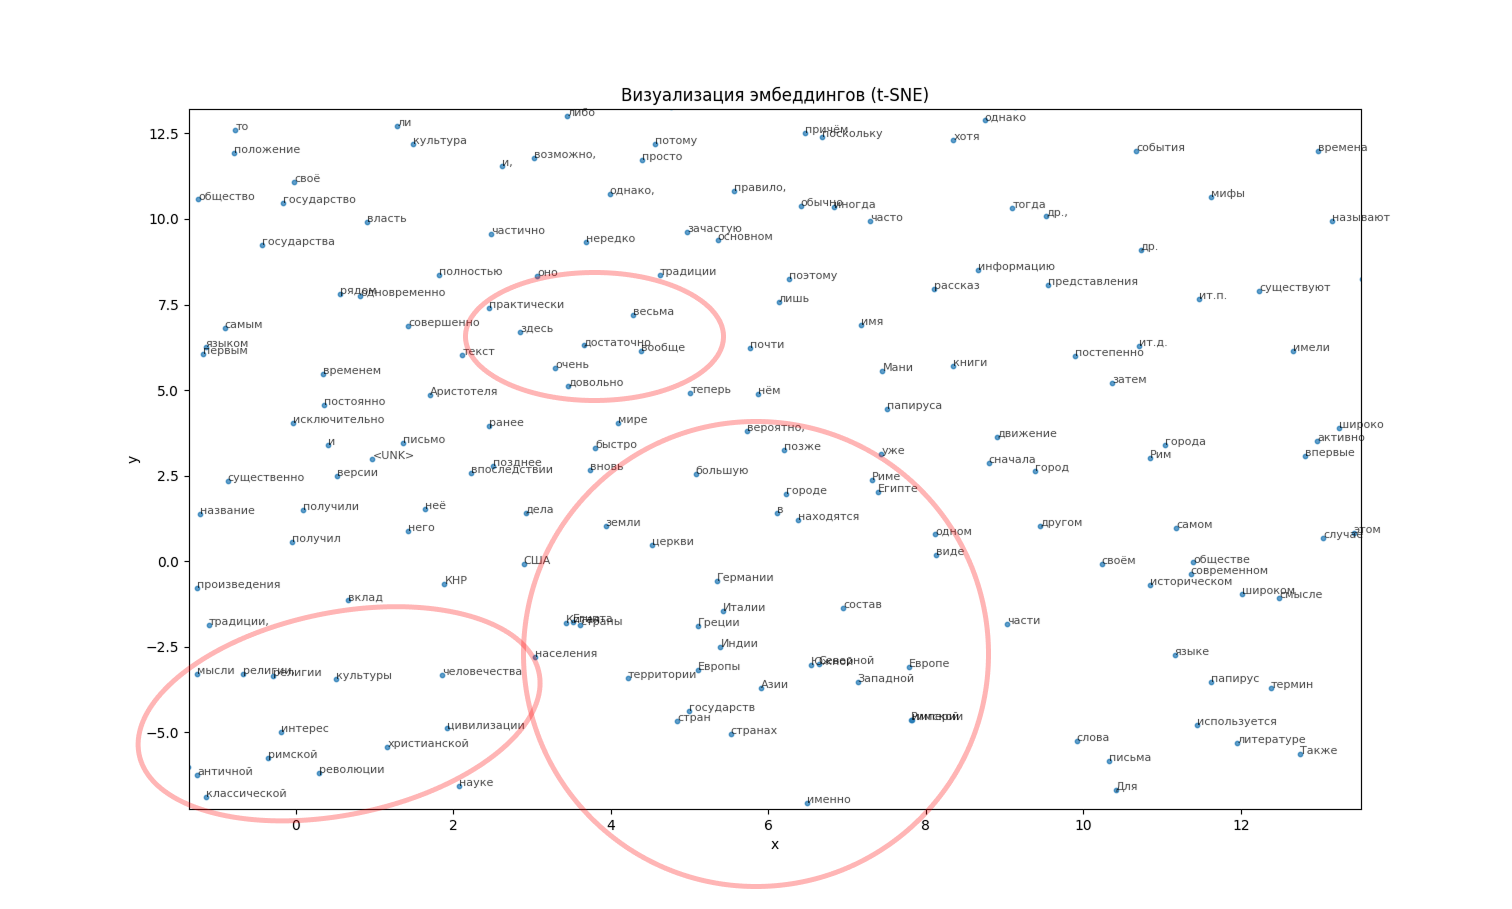 Визуализация эмбеддингов (t-SNE)
либо
однако
то
ли
причём
поскольку
культура
потому
хотя
положение
и,
возможно,
просто
события
времена
своё
общество
государство
однако,
правило,
мифы
обычно
иногда
тогда
др.,
власть
часто
называют
государства
частично
нередко
зачастую
основном
др.
полностью
оно
традиции
поэтому
информацию
рассказ
представления
рядом
одновременно
лишь
ит.п.
существуют
практически
весьма
самым
совершенно
здесь
имя
языком
первым
текст
достаточно
вообще
почти
постепенно
ит.д.
имели
временем
очень
Мани
книги
довольно
затем
постоянно
Аристотеля
теперь
нём
папируса
исключительно
ранее
мире
вероятно,
движение
широко
и
письмо
быстро
позже
уже
города
активно
<UNK>
позднее
впоследствии
вновь
большую
сначала
город
Рим
впервые
существенно
версии
Риме
Египте
городе
название
получили
неё
дела
в
находятся
получил
него
земли
церкви
одном
другом
самом
этом
случае
США
виде
своём
обществе
современном
произведения
КНР
Германии
историческом
вклад
широком
смысле
традиции,
Египта
страны
Италии
Греции
состав
части
населения
Индии
языке
мысли
религии,
религии
культуры
человечества
территории
Европы
Азии
Южной
Северной
Западной
Европе
папирус
термин
интерес
цивилизации
государств
стран
странах
Римской
империи
используется
христианской
римской
слова
литературе
Также
античной
революции
письма
классической
науке
именно
Для
12.5
10.0
7.5
5.0
2.5
0.0
−2.5
−5.0
y
0 2 4 6 8 10 12
x